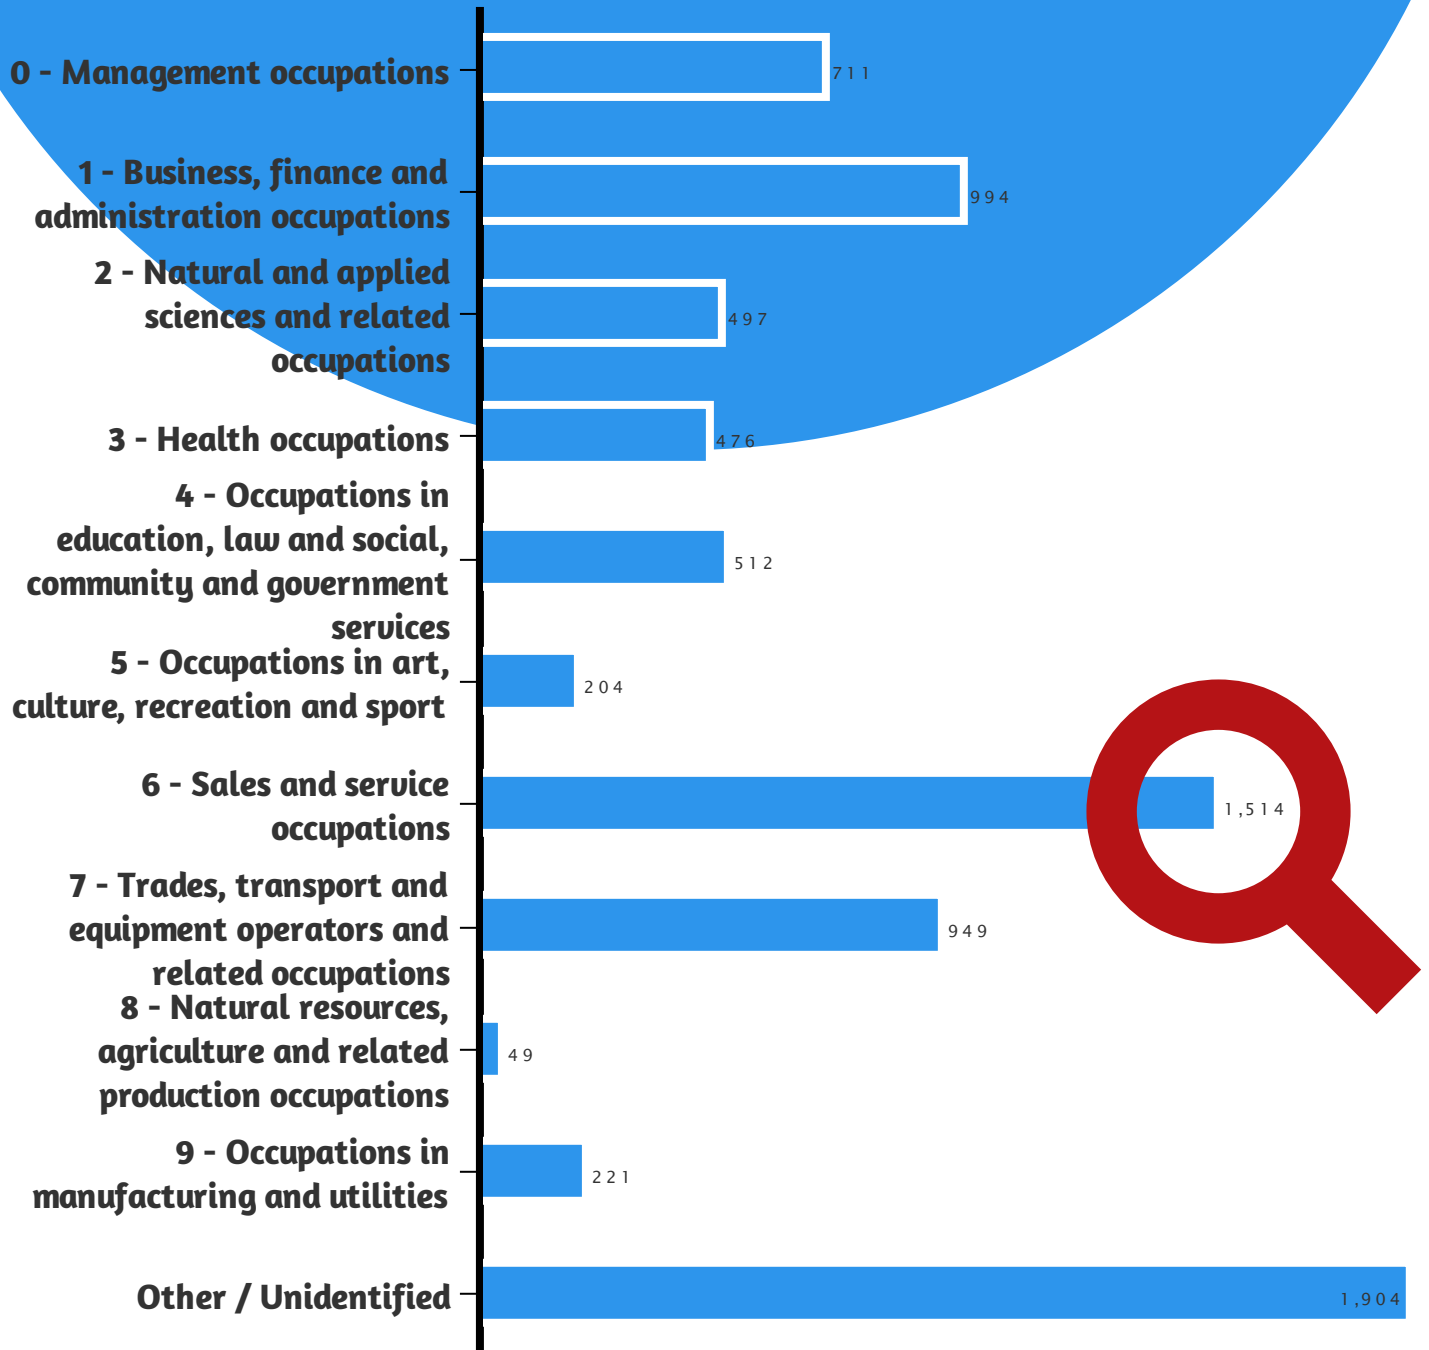 0 - Management occupations
711
1 - Business, finance and
administration occupations
994
2 - Natural and applied
sciences and related
occupations
497
3 - Health occupations
476
4 - Occupations in
education, law and social,
community and government
services
512
5 - Occupations in art,
culture, recreation and sport
204
6 - Sales and service
occupations
1,514
7 - Trades, transport and
equipment operators and
related occupations
949
8 - Natural resources,
agriculture and related
production occupations
49
9 - Occupations in
manufacturing and utilities
221
Other / Unidentified
1,904